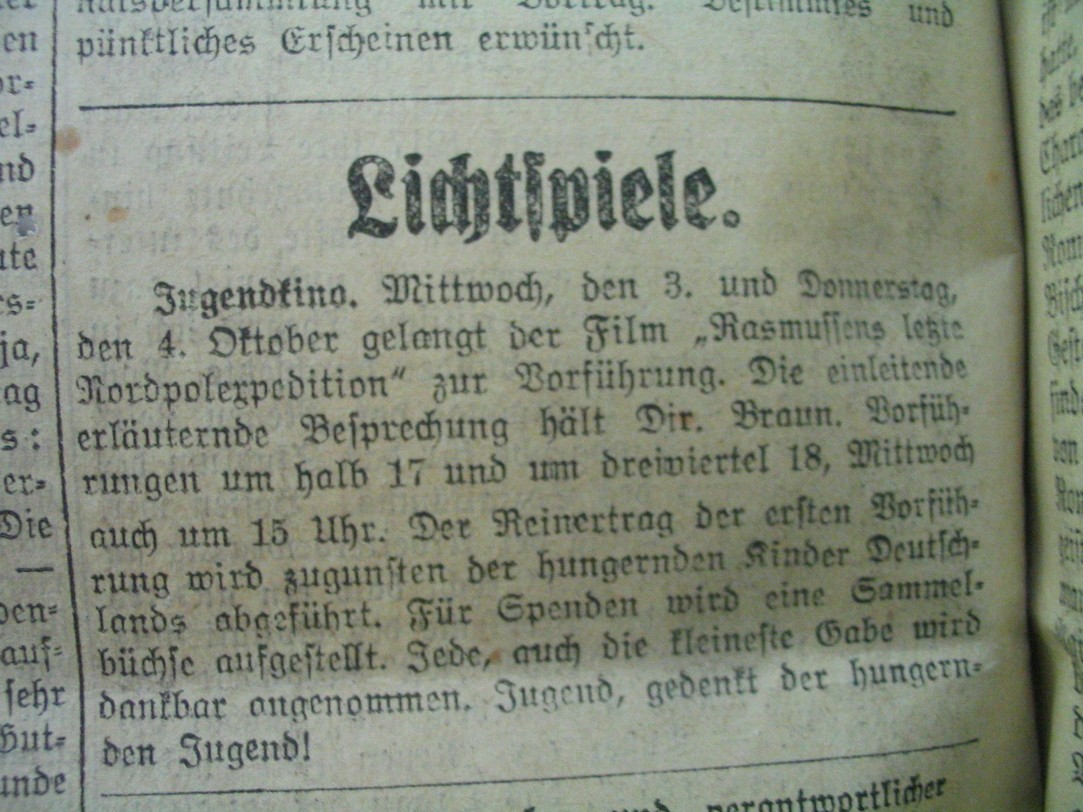 und
pünktliches Erscheinen erwünscht.
Lichtspiele.
Jugendkino. Mittwoch, den 3. und Donnerstag,
den 4. Oktober gelangt der Film „Rasmussens letzte
Nordpolexpedition“ zur Vorführung. Die einleitende
erläuternde Besprechung hält Dir. Braun. Vorfüh-
rungen um halb 17 und um dreiviertel 18, Mittwoch
auch um 15 Uhr. Der Reinertrag der ersten Vorfüh-
rung wird zugunsten der hungernden Kinder Deutsch-
lands abgeführt. Für Spenden wird eine Sammel-
büchse aufgestellt. Jede, auch die kleineste Gabe wird
dankbar angenommen. Jugend, gedenkt der hungern-
den Jugend!
und verantwortlicher